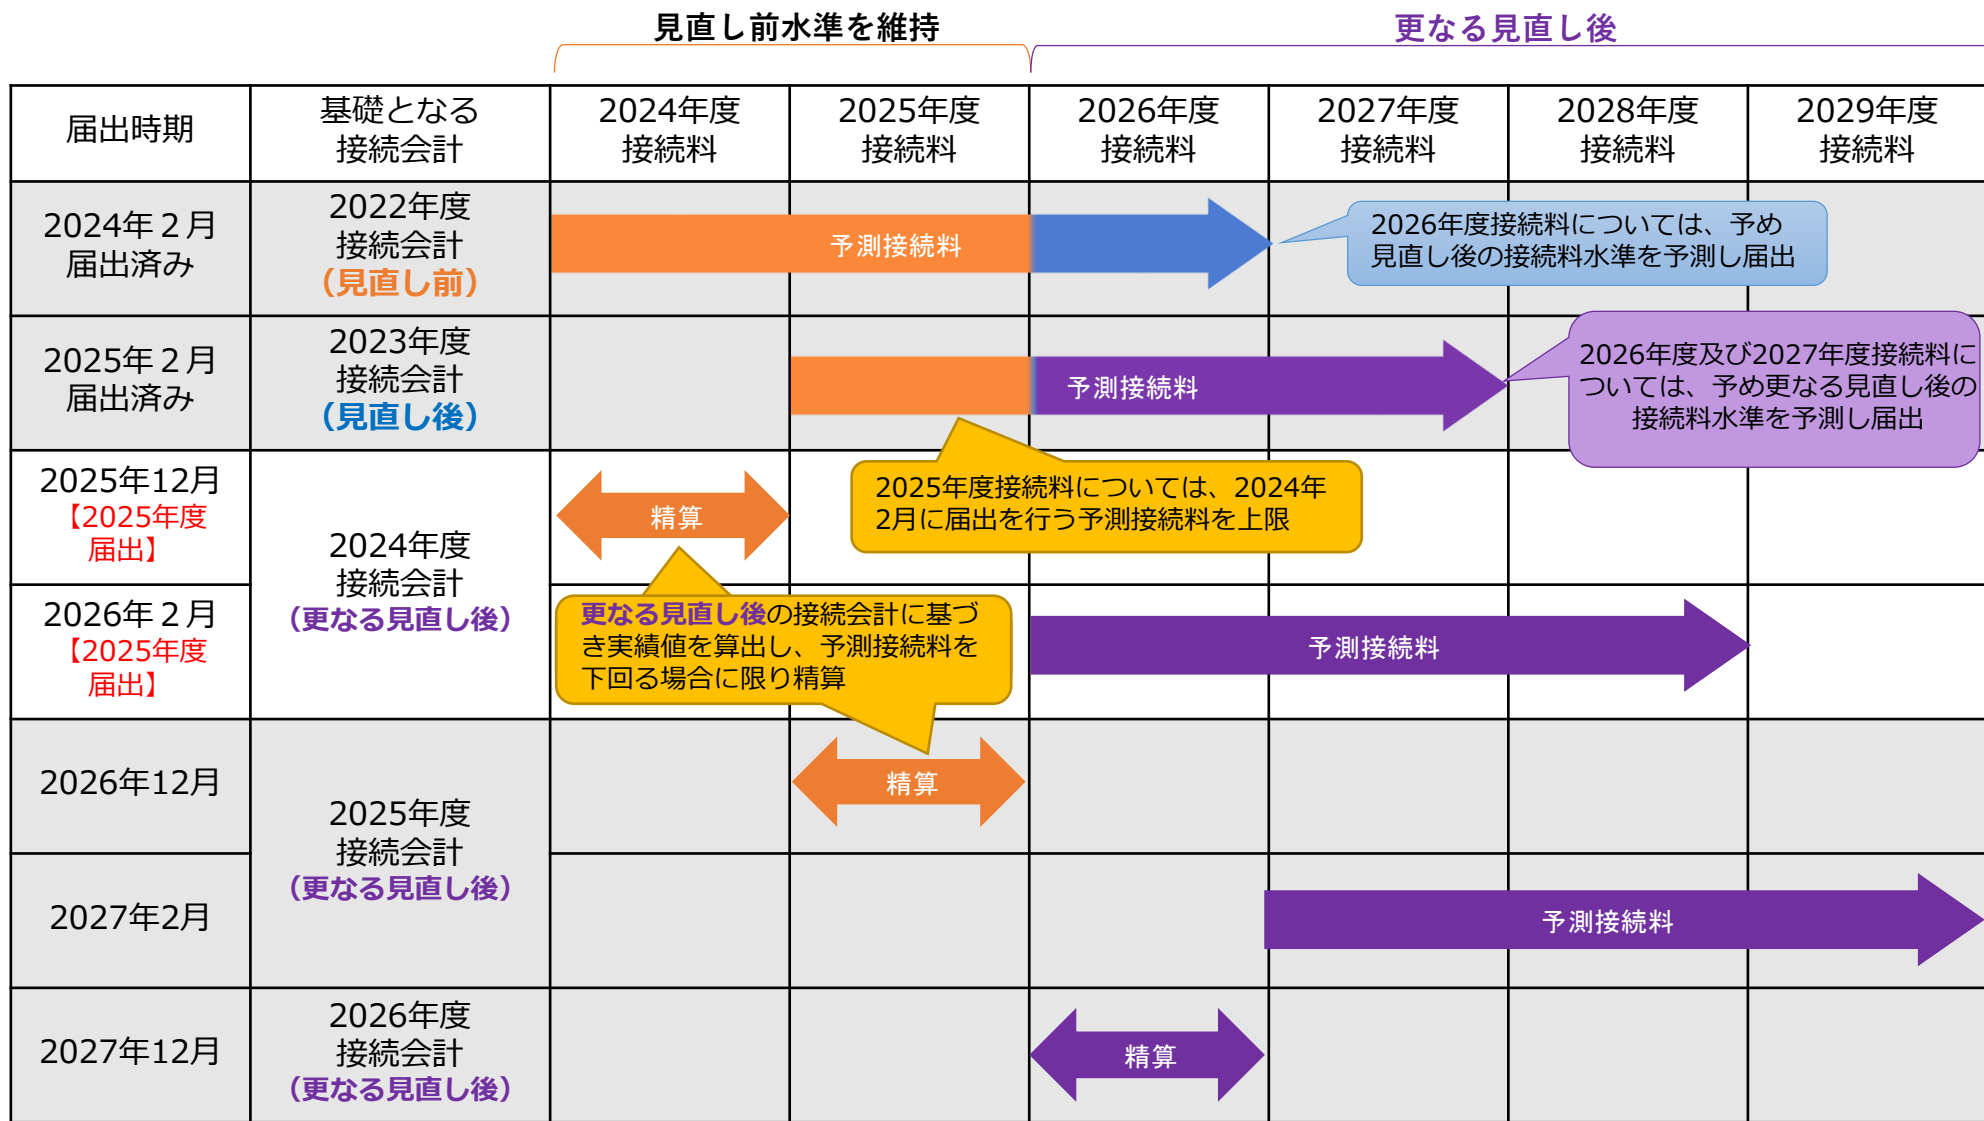 見直し前水準を維持
更なる見直し後
届出時期
基礎となる
接続会計
2024年度
接続料
2025年度
接続料
2026年度
接続料
2027年度
接続料
2028年度
接続料
2029年度
接続料
2024年２月
届出済み
2022年度
接続会計
（見直し前）
予測接続料
2026年度接続料については、予め
見直し後の接続料水準を予測し届出
2025年２月
届出済み
2023年度
接続会計
（見直し後）
予測接続料
2026年度及び2027年度接続料に
ついては、予め更なる見直し後の
接続料水準を予測し届出
2025年12月
【2025年度
届出】
2024年度
接続会計
（更なる見直し後）
精算
2025年度接続料については、2024年
2月に届出を行う予測接続料を上限
2026年２月
【2025年度
届出】
更なる見直し後の接続会計に基づ
き実績値を算出し、予測接続料を
下回る場合に限り精算
予測接続料
2026年12月
2025年度
接続会計
（更なる見直し後）
精算
2027年2月
予測接続料
2027年12月
2026年度
接続会計
（更なる見直し後）
精算